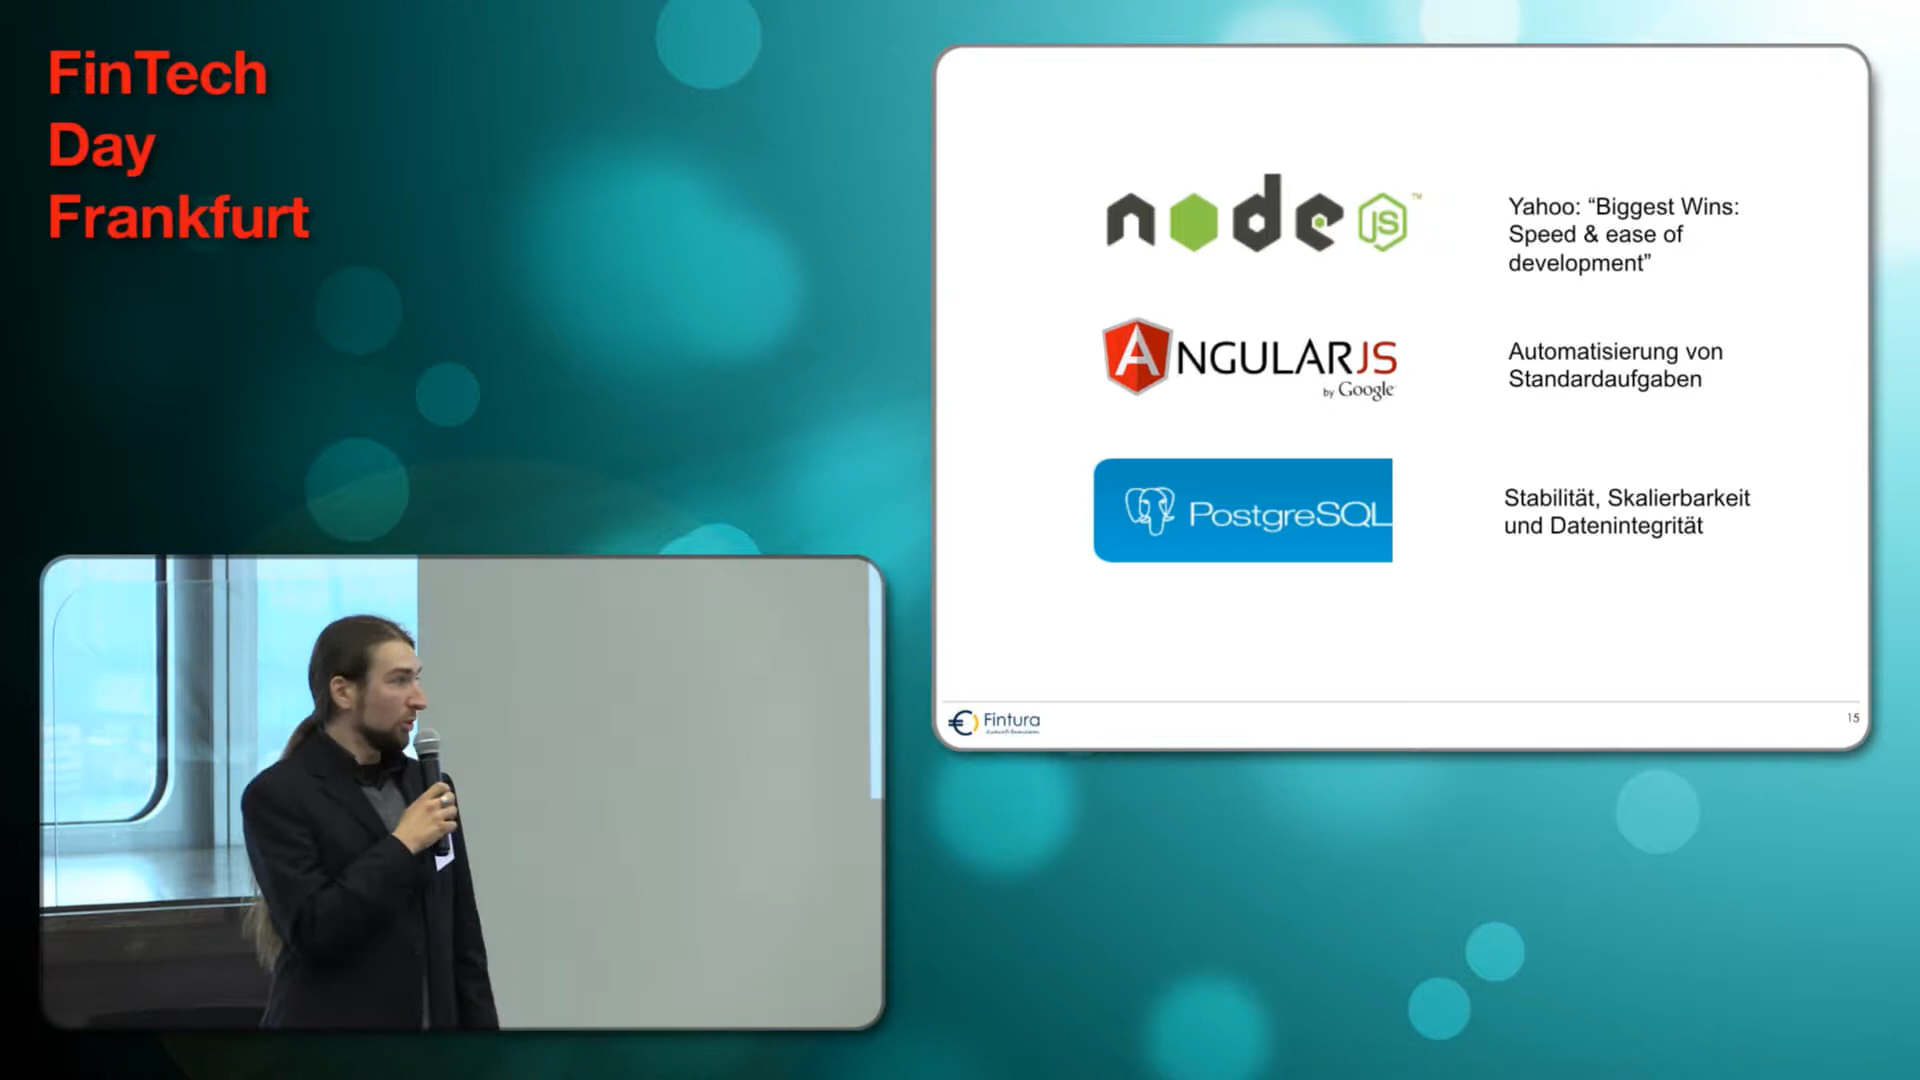 FinTech
Day
Frankfurt
node JS™
Yahoo: “Biggest Wins:
Speed & ease of
development”
ANGULARJS
by Google
Automatisierung von
Standardaufgaben
PostgreSQL
Stabilität, Skalierbarkeit
und Datenintegrität
Fintura
15